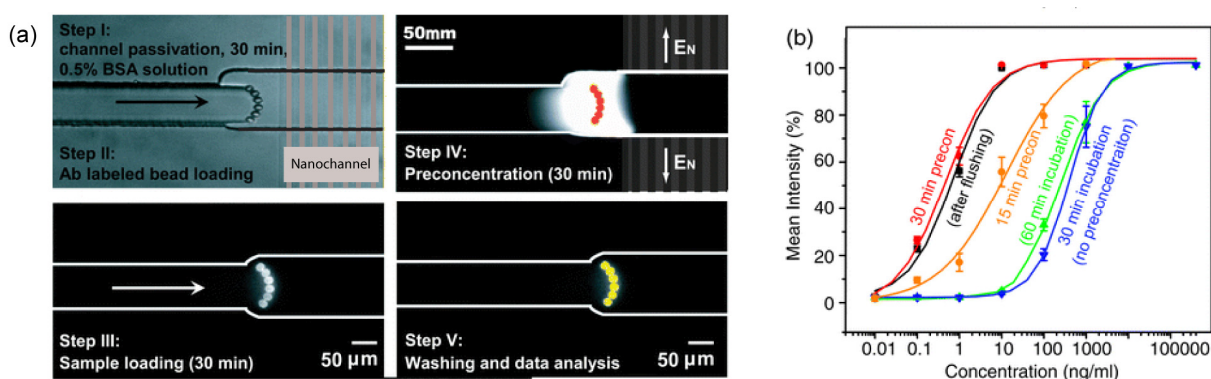 (a)
Step I:
channel passivation, 30 min,
0.5% BSA solution
Step II:
Ab labeled bead loading
Nanochannel
50mm
EN
EN
Step IV:
Preconcentration (30 min)
Step III:
Sample loading (30 min)
50 μm
Step V:
Washing and data analysis
50 μm
(b)
Mean Intensity (%)
100
80
60
40
20
0
30 min precon
(after flushing)
15 min precon
(60 min incubation)
30 min incubation
(no preconcentraiton)
0.01 0.1 1 10 100 1000 100000
Concentration (ng/ml)